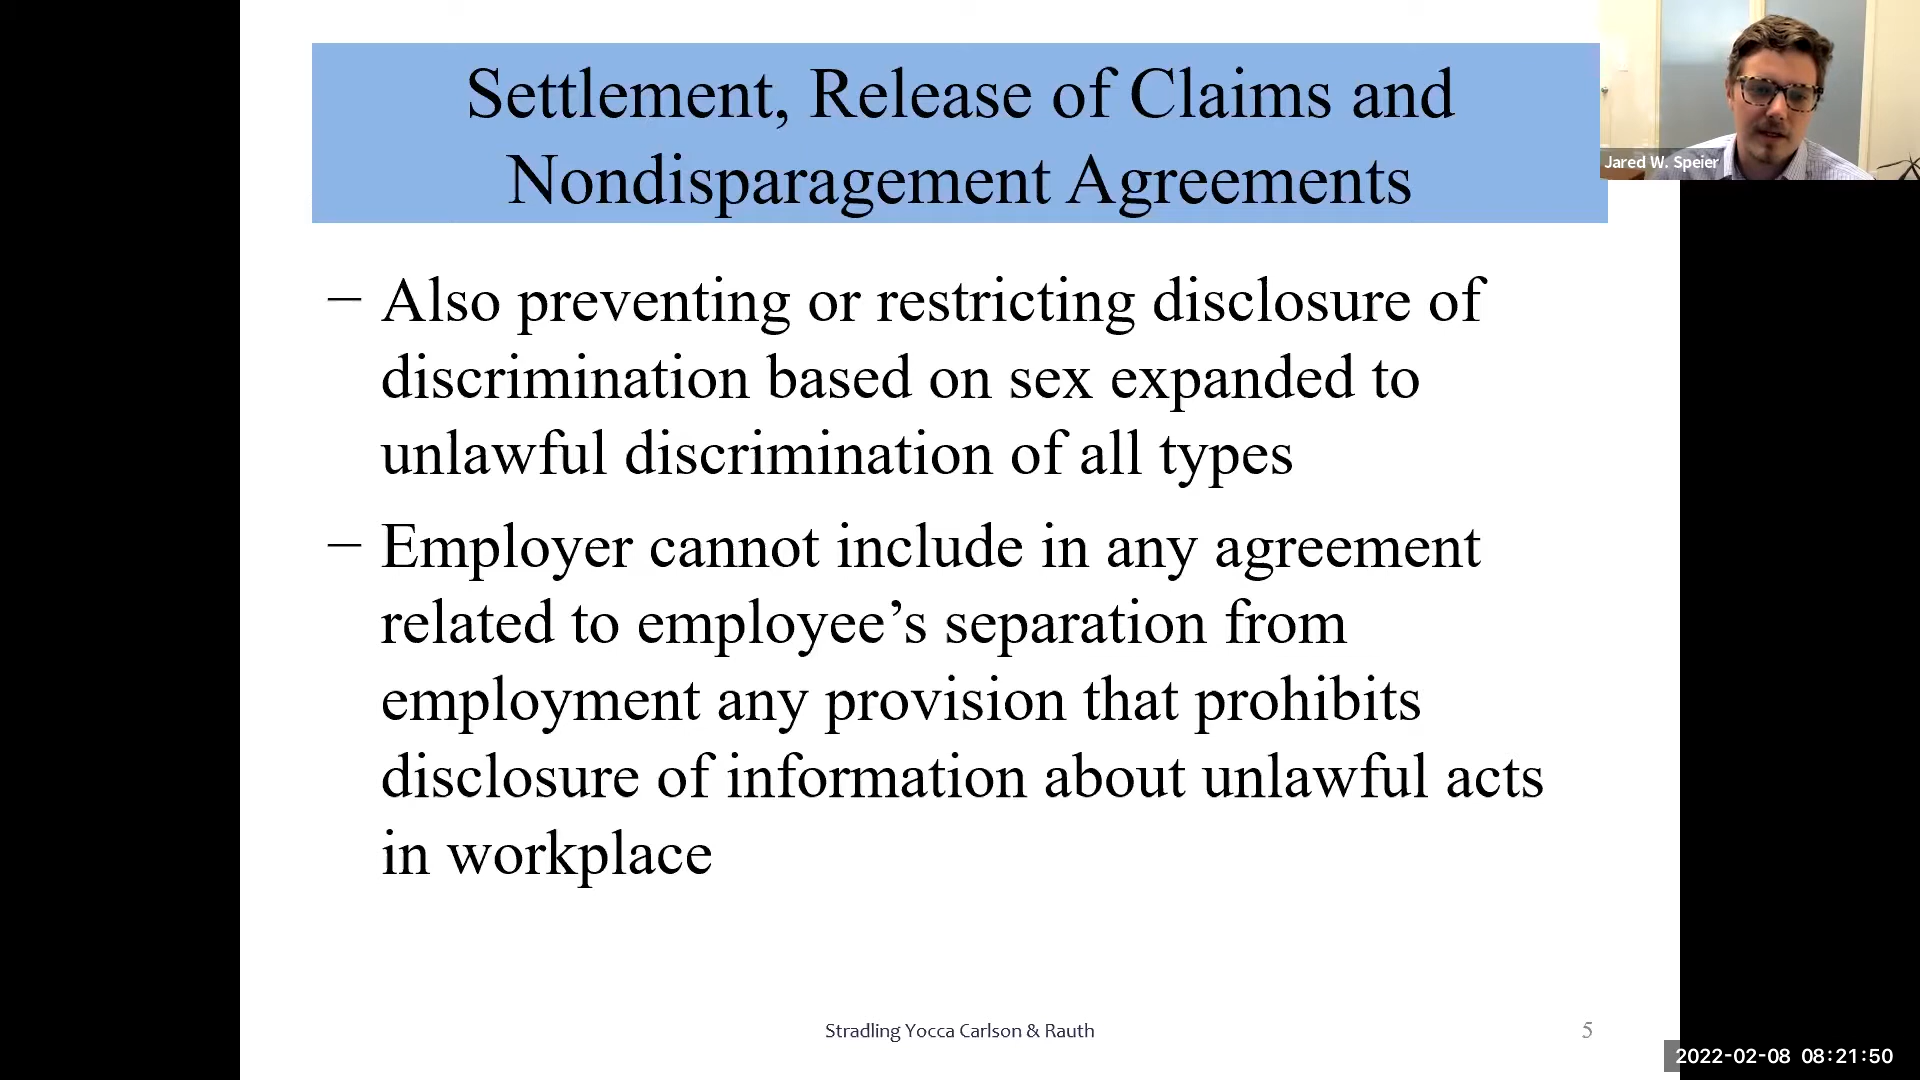 Settlement, Release of Claims and
Nondisparagement Agreements
Jared W. Speier
– Also preventing or restricting disclosure of
discrimination based on sex expanded to
unlawful discrimination of all types
– Employer cannot include in any agreement
related to employee’s separation from
employment any provision that prohibits
disclosure of information about unlawful acts
in workplace
Stradling Yocca Carlson & Rauth
5
2022-02-08 08:21:50